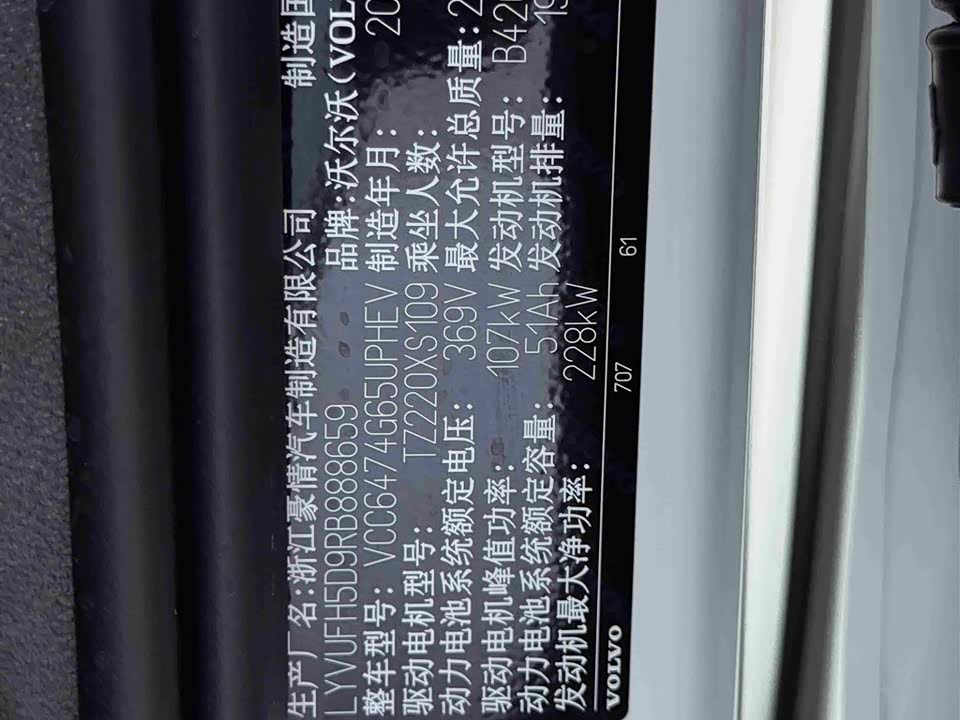 生产厂名:浙江豪情汽车制造有限公司 制造国
LYVUFH5D9RB888659 品牌:沃尔沃(VOLV
整车型号: VCC6474G65UPHEV 制造年月: 20
驱动电机型号: TZ220XS109 乘坐人数:
动力电池系统额定电压: 369V 最大允许总质量: 2
驱动电机峰值功率: 107kW 发动机型号: B420
动力电池系统额定容量: 51Ah 发动机排量: 19
发动机最大净功率: 228kW
VOLVO 707 61